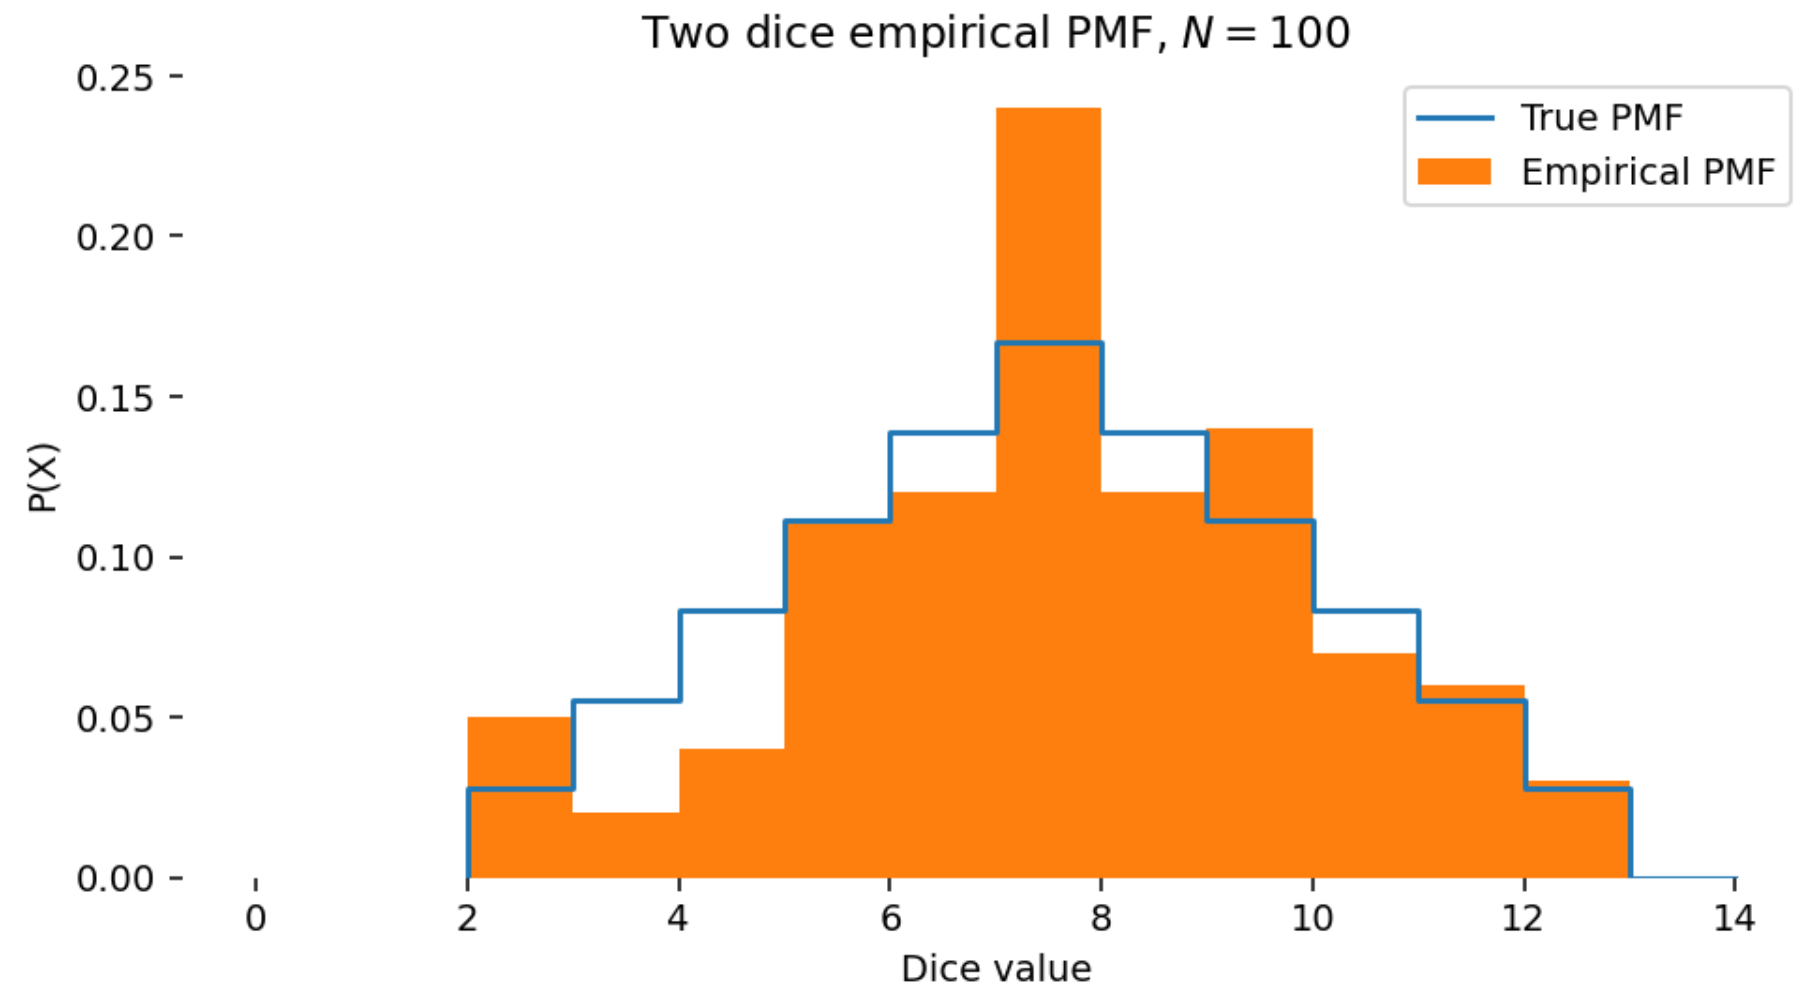 Two dice empirical PMF, N = 100
0.25
0.20
0.15
0.10
0.05
0.00
P(X)
True PMF
Empirical PMF
0 2 4 6 8 10 12 14
Dice value